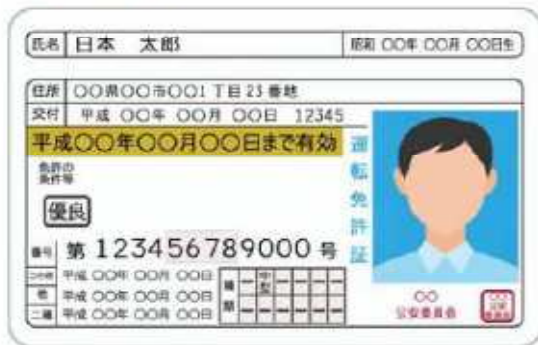 氏名 日本 太郎 昭和 〇〇年 〇〇月 〇〇日生
住所 〇〇県〇〇市〇〇1丁目23番地
交付 平成 〇〇年 〇〇月 〇〇日 12345
平成〇〇年〇〇月〇〇日まで有効
免許の
条件等
優良
番号 第 123456789000 号
平成 〇〇年 〇〇月 〇〇日
他 平成 〇〇年 〇〇月 〇〇日
二種 平成 〇〇年 〇〇月 〇〇日
種類 中型
運転免許証
〇〇
公安委員会